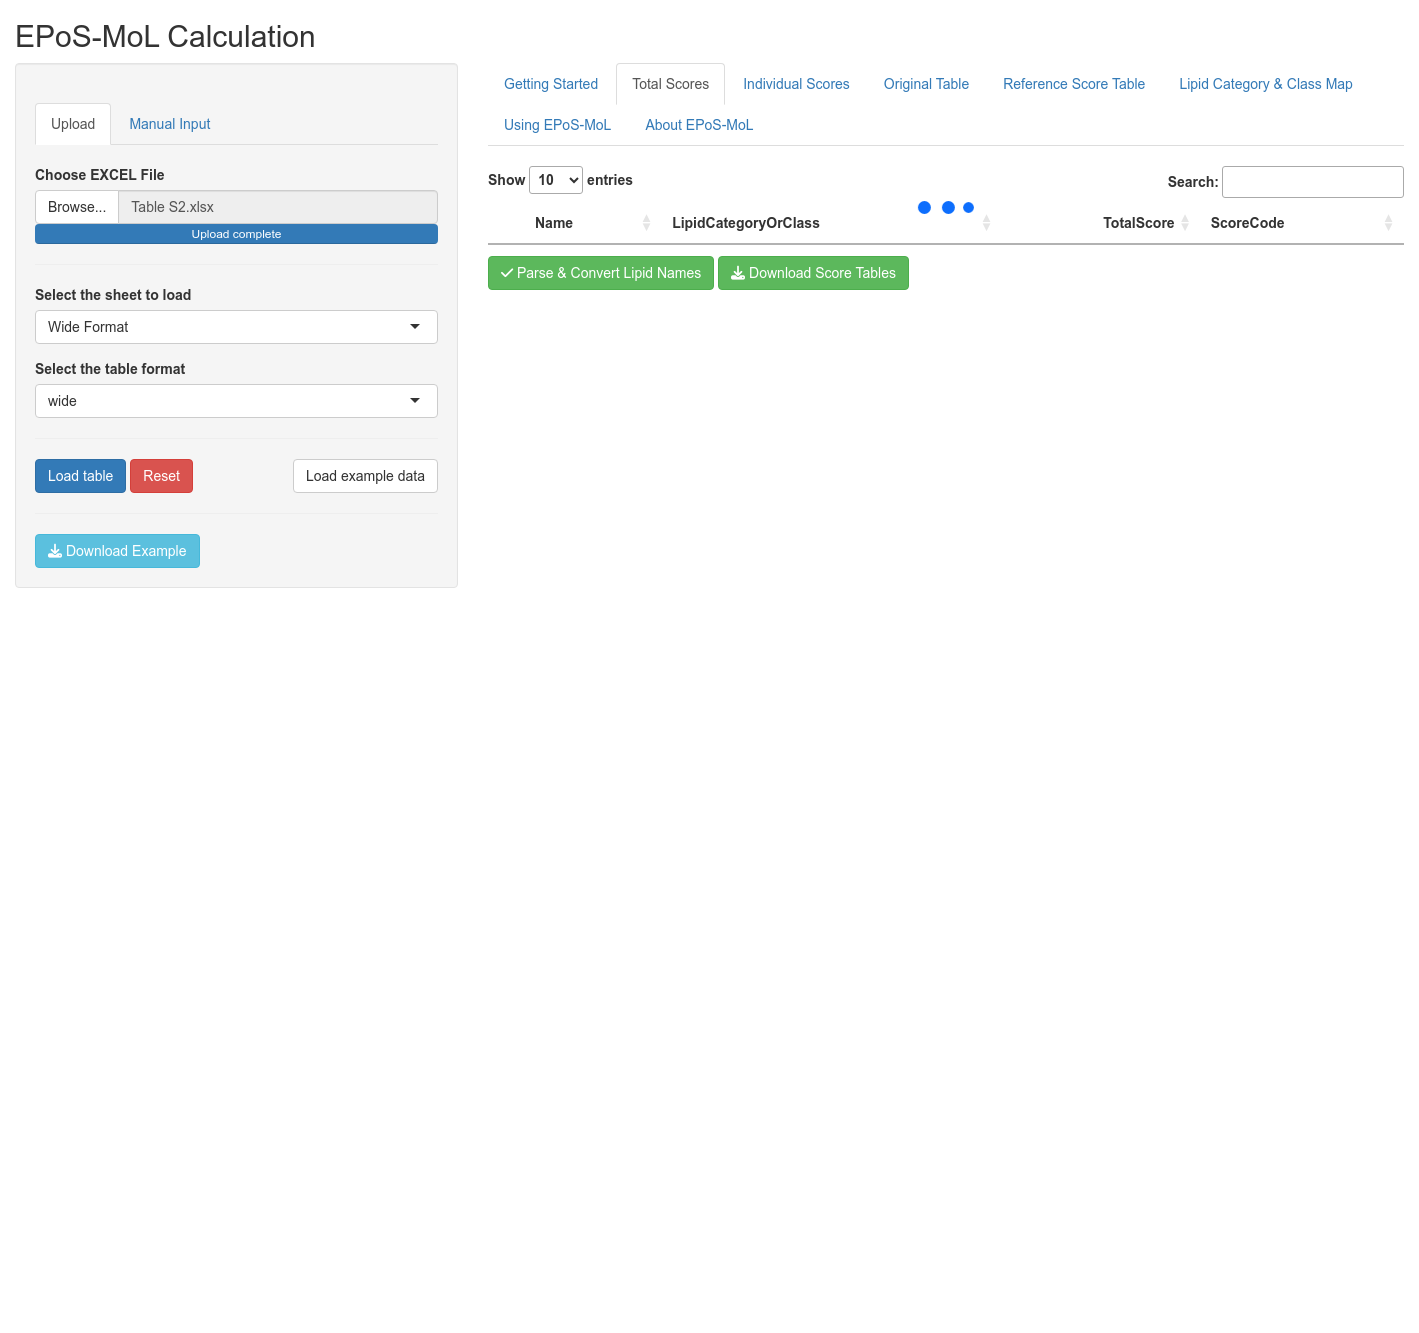 EPoS-MoL Calculation
Upload
Manual Input
Choose EXCEL File
Browse...
Table S2.xlsx
Upload complete
Select the sheet to load
Wide Format
Select the table format
wide
Load table
Reset
Load example data
Download Example
Getting Started
Total Scores
Individual Scores
Original Table
Reference Score Table
Lipid Category & Class Map
Using EPoS-MoL
About EPoS-MoL
Show 10 entries
Search:
Name
LipidCategoryOrClass
TotalScore
ScoreCode
Parse & Convert Lipid Names
Download Score Tables